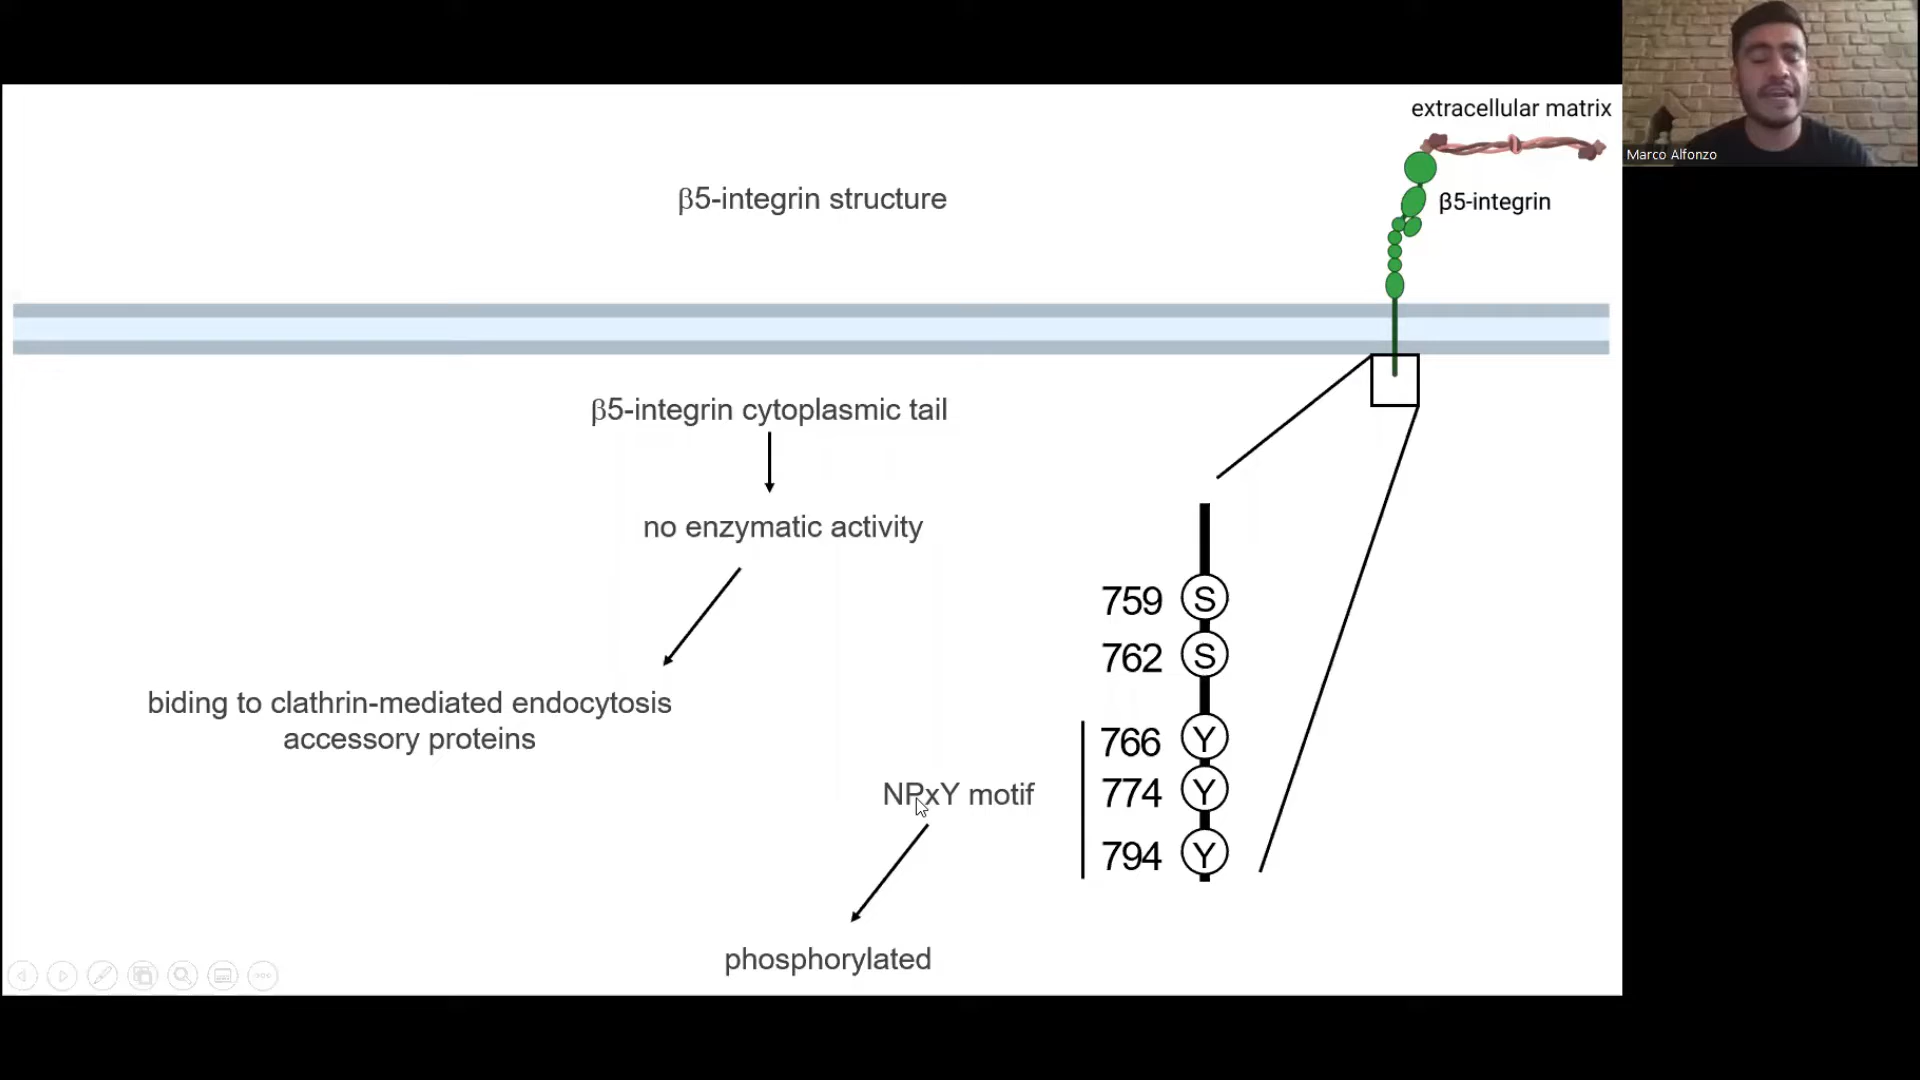 extracellular matrix
Marco Alfonzo
β5-integrin structure
β5-integrin
β5-integrin cytoplasmic tail
no enzymatic activity
biding to clathrin-mediated endocytosis
accessory proteins
759 S
762 S
766 Y
NPxY motif
774 Y
794 Y
phosphorylated